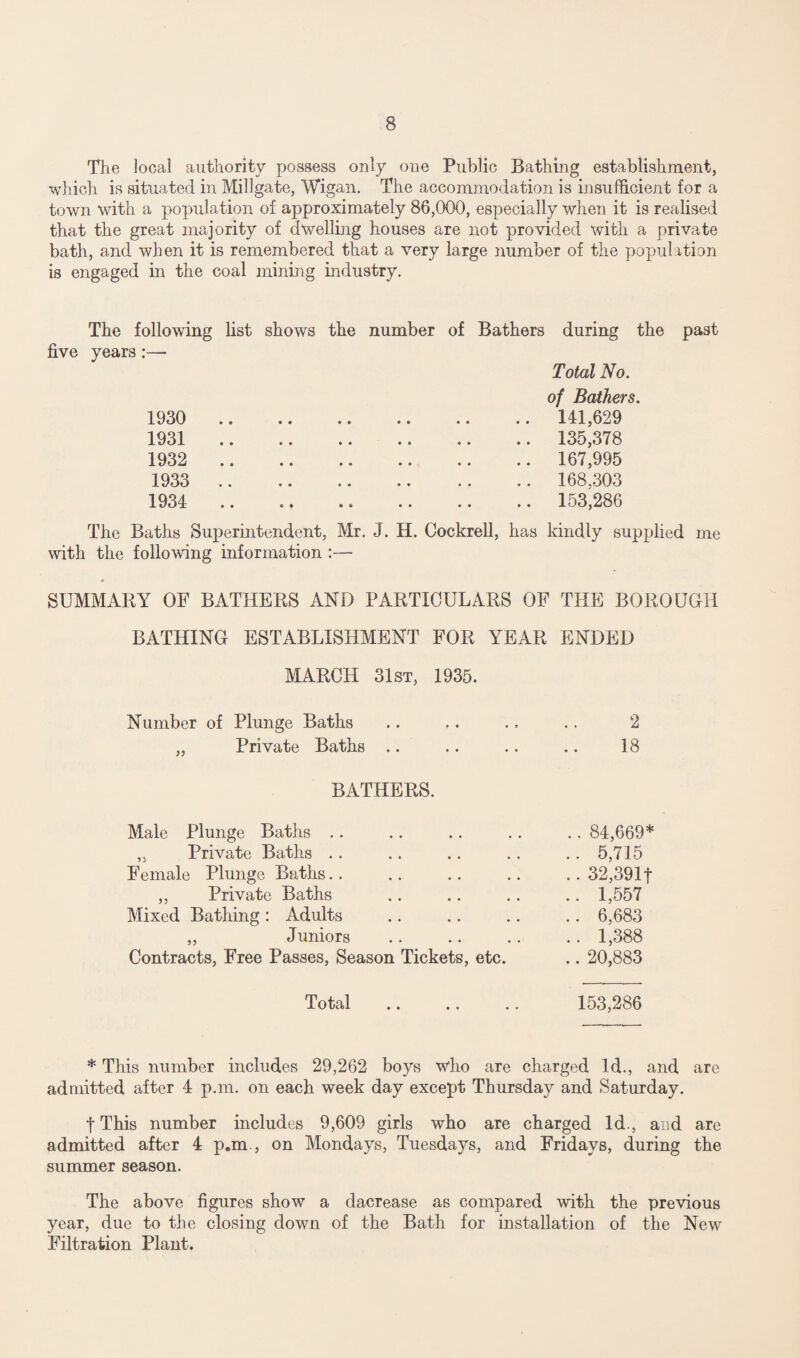 8
The local authority possess only one Public Bathing establishment,
which is situated in Millgate, Wigan. The accommodation is insufficient for a
town with a population of approximately 86,000, especially when it is realised
that the great majority of dwelling houses are not provided with a private
bath, and when it is remembered that a very large number of the population
is engaged in the coal mining industry.
The following list shows the number of Bathers during the past
five years :—
Total No.
of Bathers.
1930 .. .. .. .. .. .. 141,629
1931 .. .. .. .. .. .. 135,378
1932 .. .. .. .. .. .. 167,995
1933 .. .. .. .. .. .. 168,303
1934 .. .. .. .. .. .. 153,286
The Baths Superintendent, Mr. J. H. Cockrell, has kindly supplied me
with the following information :—
SUMMARY OF BATHERS AND PARTICULARS OF THE BOROUGH
BATHING ESTABLISHMENT FOR YEAR ENDED
MARCH 31ST, 1935.
Number of Plunge Baths .. .. .. .. 2
„ Private Baths .. .. .. .. 18
BATHERS.
Male Plunge Baths .. .. .. .. .. 84,669*
„ Private Baths .. .. .. .. .. 5,715
Female Plunge Baths.. .. .. .. .. 32,391†
„ Private Baths .. .. .. .. 1,557
Mixed Bathing : Adults .. .. .. .. 6,683
„ Juniors .. .. .. .. 1,388
Contracts, Free Passes, Season Tickets, etc. .. 20,883
Total .. .. .. 153,286
* This number includes 29,262 boys who are charged 1d., and are
admitted after 4 p.m. on each week day except Thursday and Saturday.
† This number includes 9,609 girls who are charged 1d., and are
admitted after 4 p.m., on Mondays, Tuesdays, and Fridays, during the
summer season.
The above figures show a dacrease as compared with the previous
year, due to the closing down of the Bath for installation of the New
Filtration Plant.